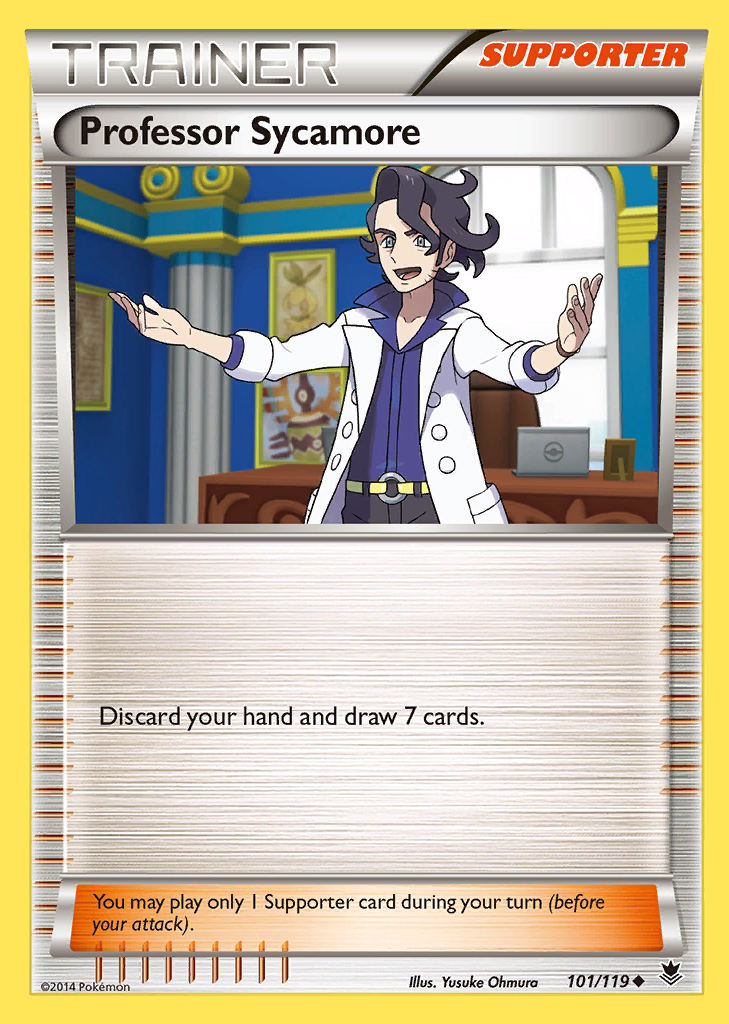 TRAINER
SUPPORTER
Professor Sycamore
Discard your hand and draw 7 cards.
You may play only 1 Supporter card during your turn (before
your attack).
©2014 Pokémon
Illus. Yusuke Ohmura
101/119